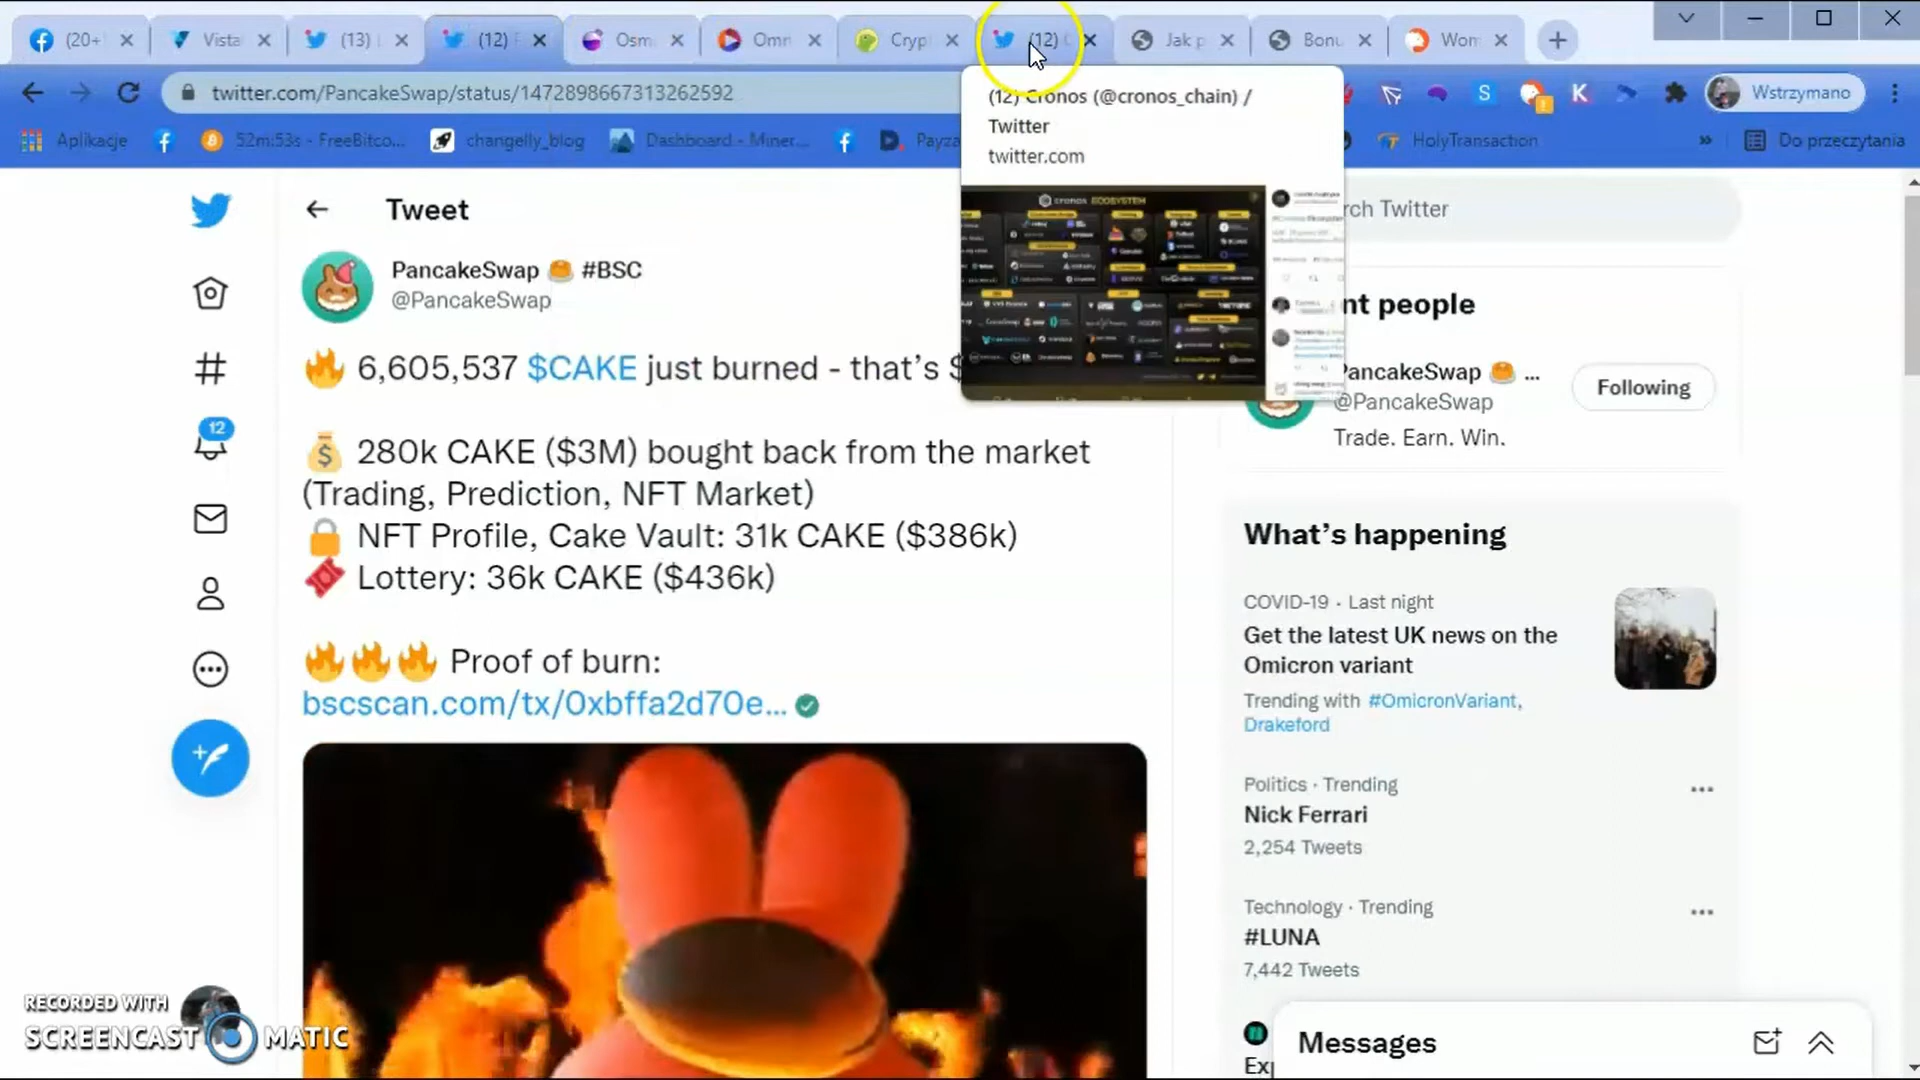 (20+
Vista
(13)
(12)
Osm
Omn
Cryp
(12)
Jak p
Bonu
Wom
twitter.com/PancakeSwap/status/1472898667313262592
Wstrzymano
Aplikacje
52m:53s - FreeBitco...
changelly_blog
Dashboard - Miner...
Payza
HolyTransaction
Do przeczytania
(12) Cronos (@cronos_chain) /
Twitter
twitter.com
cronos ECOSYSTEM
Tweet
PancakeSwap 🥞 #BSC
@PancakeSwap
🔥 6,605,537 $CAKE just burned - that’s $
💰 280k CAKE ($3M) bought back from the market
(Trading, Prediction, NFT Market)
🔒 NFT Profile, Cake Vault: 31k CAKE ($386k)
🎟️ Lottery: 36k CAKE ($436k)
🔥🔥🔥 Proof of burn:
bscscan.com/tx/0xbffa2d70e...
12
rch Twitter
nt people
PancakeSwap 🥞 ...
@PancakeSwap
Following
Trade. Earn. Win.
What’s happening
COVID-19 · Last night
Get the latest UK news on the
Omicron variant
Trending with #OmicronVariant,
Drakeford
Politics · Trending
Nick Ferrari
2,254 Tweets
Technology · Trending
#LUNA
7,442 Tweets
Messages
RECORDED WITH
SCREENCAST MATIC